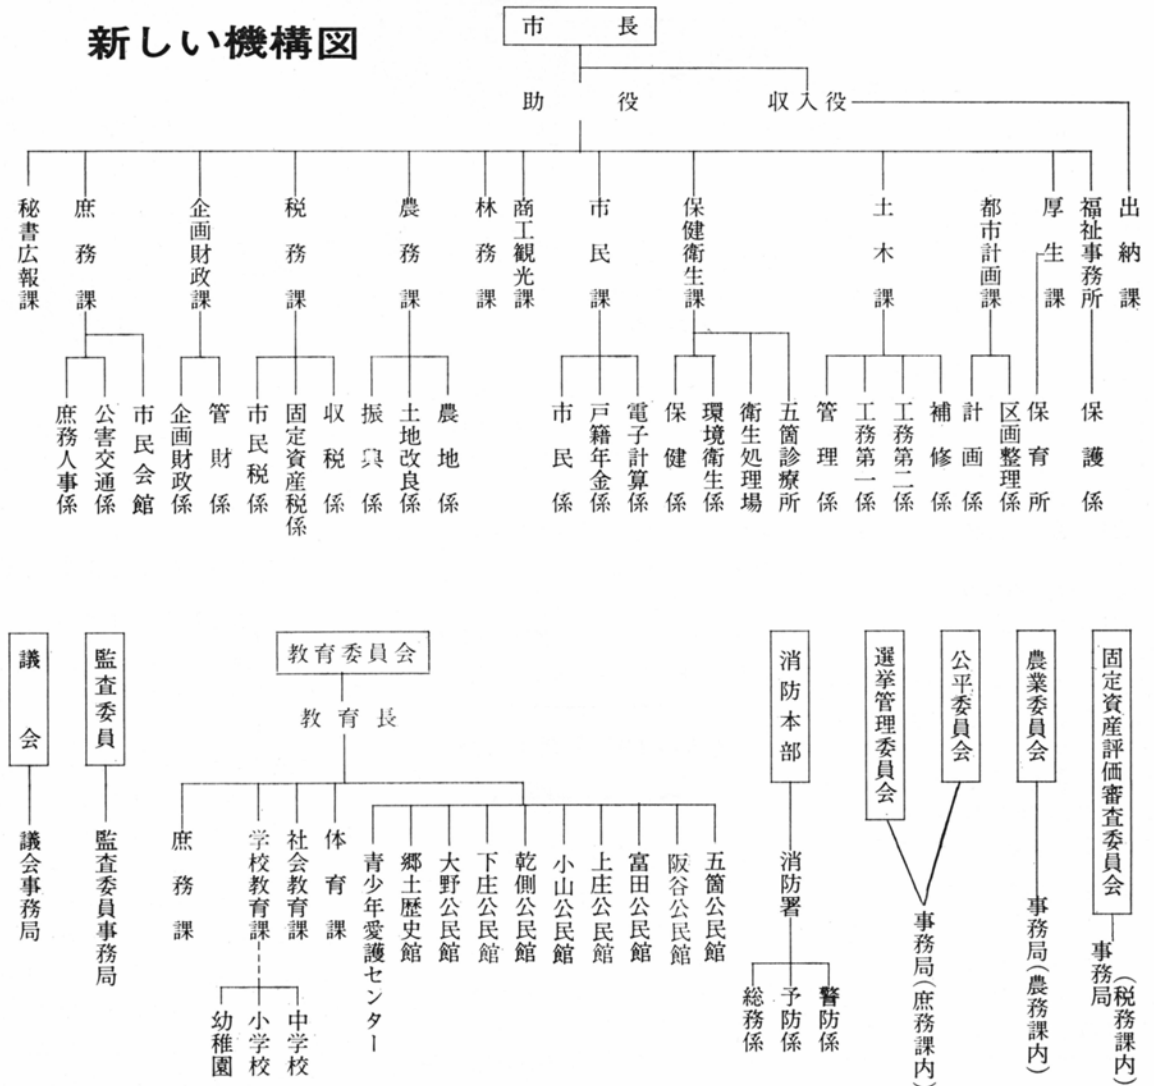 新しい機構図
市長
助役
収入役
秘書広報課
庶務課
企画財政課
税務課
農務課
林務課
商工観光課
市民課
保健衛生課
土木課
都市計画課
厚生課
福祉事務所
出納課
庶務人事係
公害交通係
市民会館
企画財政係
管財係
市民税係
固定資産税係
収税係
振興係
土地改良係
農地係
市民係
戸籍年金係
電子計算係
保健係
環境衛生係
衛生処理場
五箇診療所
管理係
工務第一係
工務第二係
補修係
計画係
区画整理係
保育所
保護係
議会
監査委員
教育委員会
教育長
消防本部
選挙管理委員会
公平委員会
農業委員会
固定資産評価審査委員会
議会事務局
監査委員事務局
庶務課
学校教育課
社会教育課
体育課
青少年愛護センター
郷土歴史館
大野公民館
下庄公民館
乾側公民館
小山公民館
上庄公民館
富田公民館
阪谷公民館
五箇公民館
幼稚園
小学校
中学校
消防署
総務係
予防係
警防係
事務局(庶務課内)
事務局(農務課内)
事務局
(税務課内)